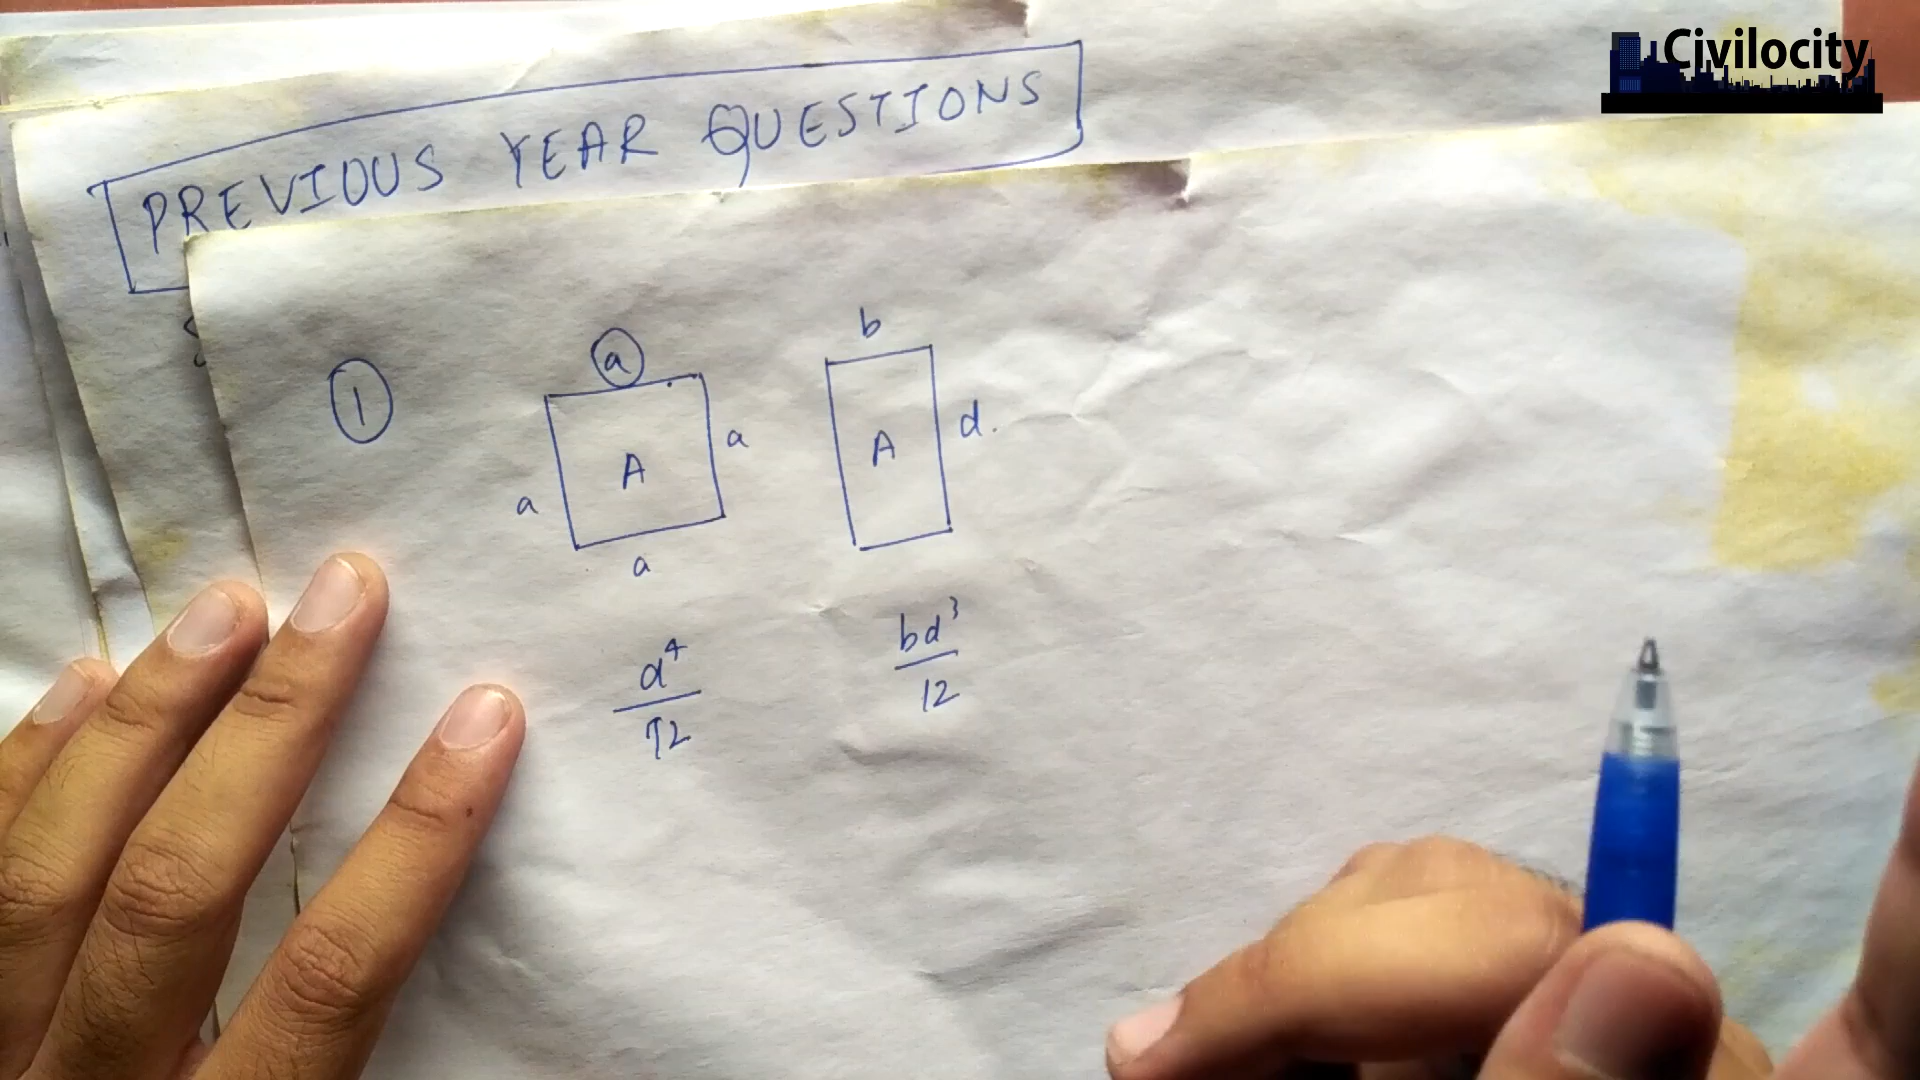 Civilocity
PREVIOUS YEAR QUESTIONS
1
a
b
A
a
A
d.
a
a
a⁴
12
bd³
12